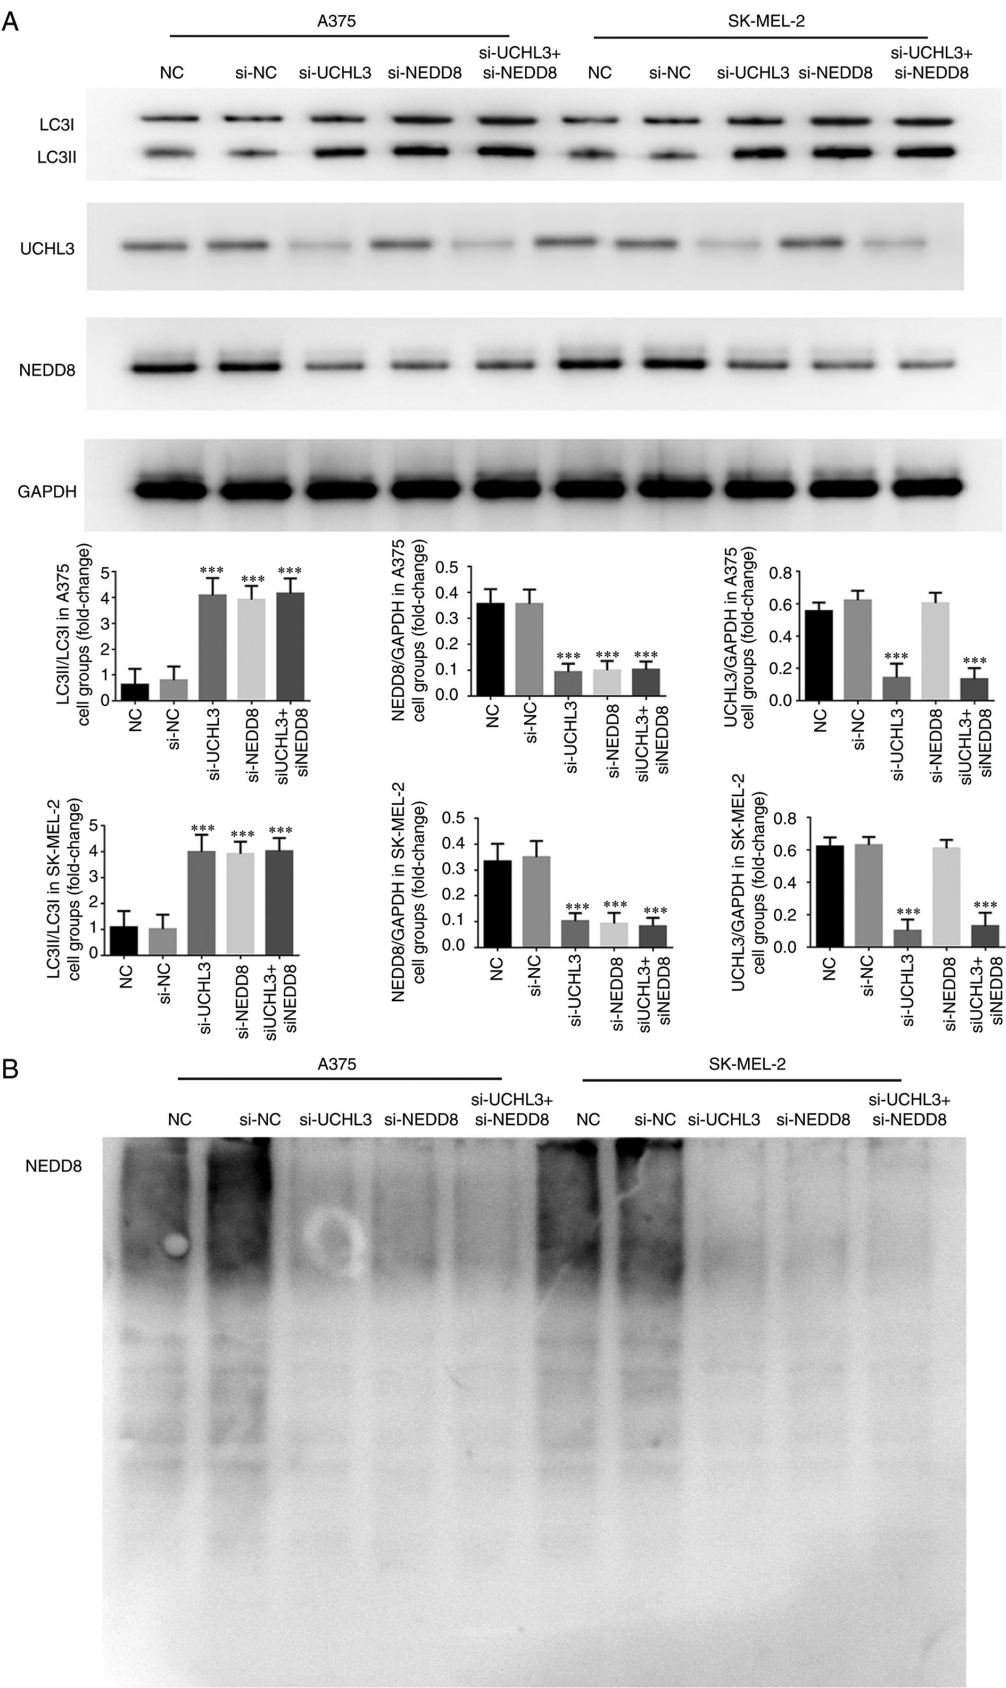 A
A375
SK-MEL-2
NC
si-NC
si-UCHL3
si-NEDD8
si-UCHL3+
si-NEDD8
NC
si-NC
si-UCHL3
si-NEDD8
si-UCHL3+
si-NEDD8
LC3I
LC3II
UCHL3
NEDD8
GAPDH
LC3II/LC3I in A375
cell groups (fold-change)
5
4
3
2
1
0
***
***
***
NC
si-NC
si-UCHL3
si-NEDD8
siUCHL3+
siNEDD8
NEDD8/GAPDH in A375
cell groups (fold-change)
0.5
0.4
0.3
0.2
0.1
0.0
***
***
***
NC
si-NC
si-UCHL3
si-NEDD8
siUCHL3+
siNEDD8
UCHL3/GAPDH in A375
cell groups (fold-change)
0.8
0.6
0.4
0.2
0.0
***
***
NC
si-NC
si-UCHL3
si-NEDD8
siUCHL3+
siNEDD8
LC3II/LC3I in SK-MEL-2
cell groups (fold-change)
5
4
3
2
1
0
***
***
***
NC
si-NC
si-UCHL3
si-NEDD8
siUCHL3+
siNEDD8
NEDD8/GAPDH in SK-MEL-2
cell groups (fold-change)
0.5
0.4
0.3
0.2
0.1
0.0
***
***
***
NC
si-NC
si-UCHL3
si-NEDD8
siUCHL3+
siNEDD8
UCHL3/GAPDH in SK-MEL-2
cell groups (fold-change)
0.8
0.6
0.4
0.2
0.0
***
***
NC
si-NC
si-UCHL3
si-NEDD8
siUCHL3+
siNEDD8
B
A375
SK-MEL-2
NC
si-NC
si-UCHL3
si-NEDD8
si-UCHL3+
si-NEDD8
NC
si-NC
si-UCHL3
si-NEDD8
si-UCHL3+
si-NEDD8
NEDD8